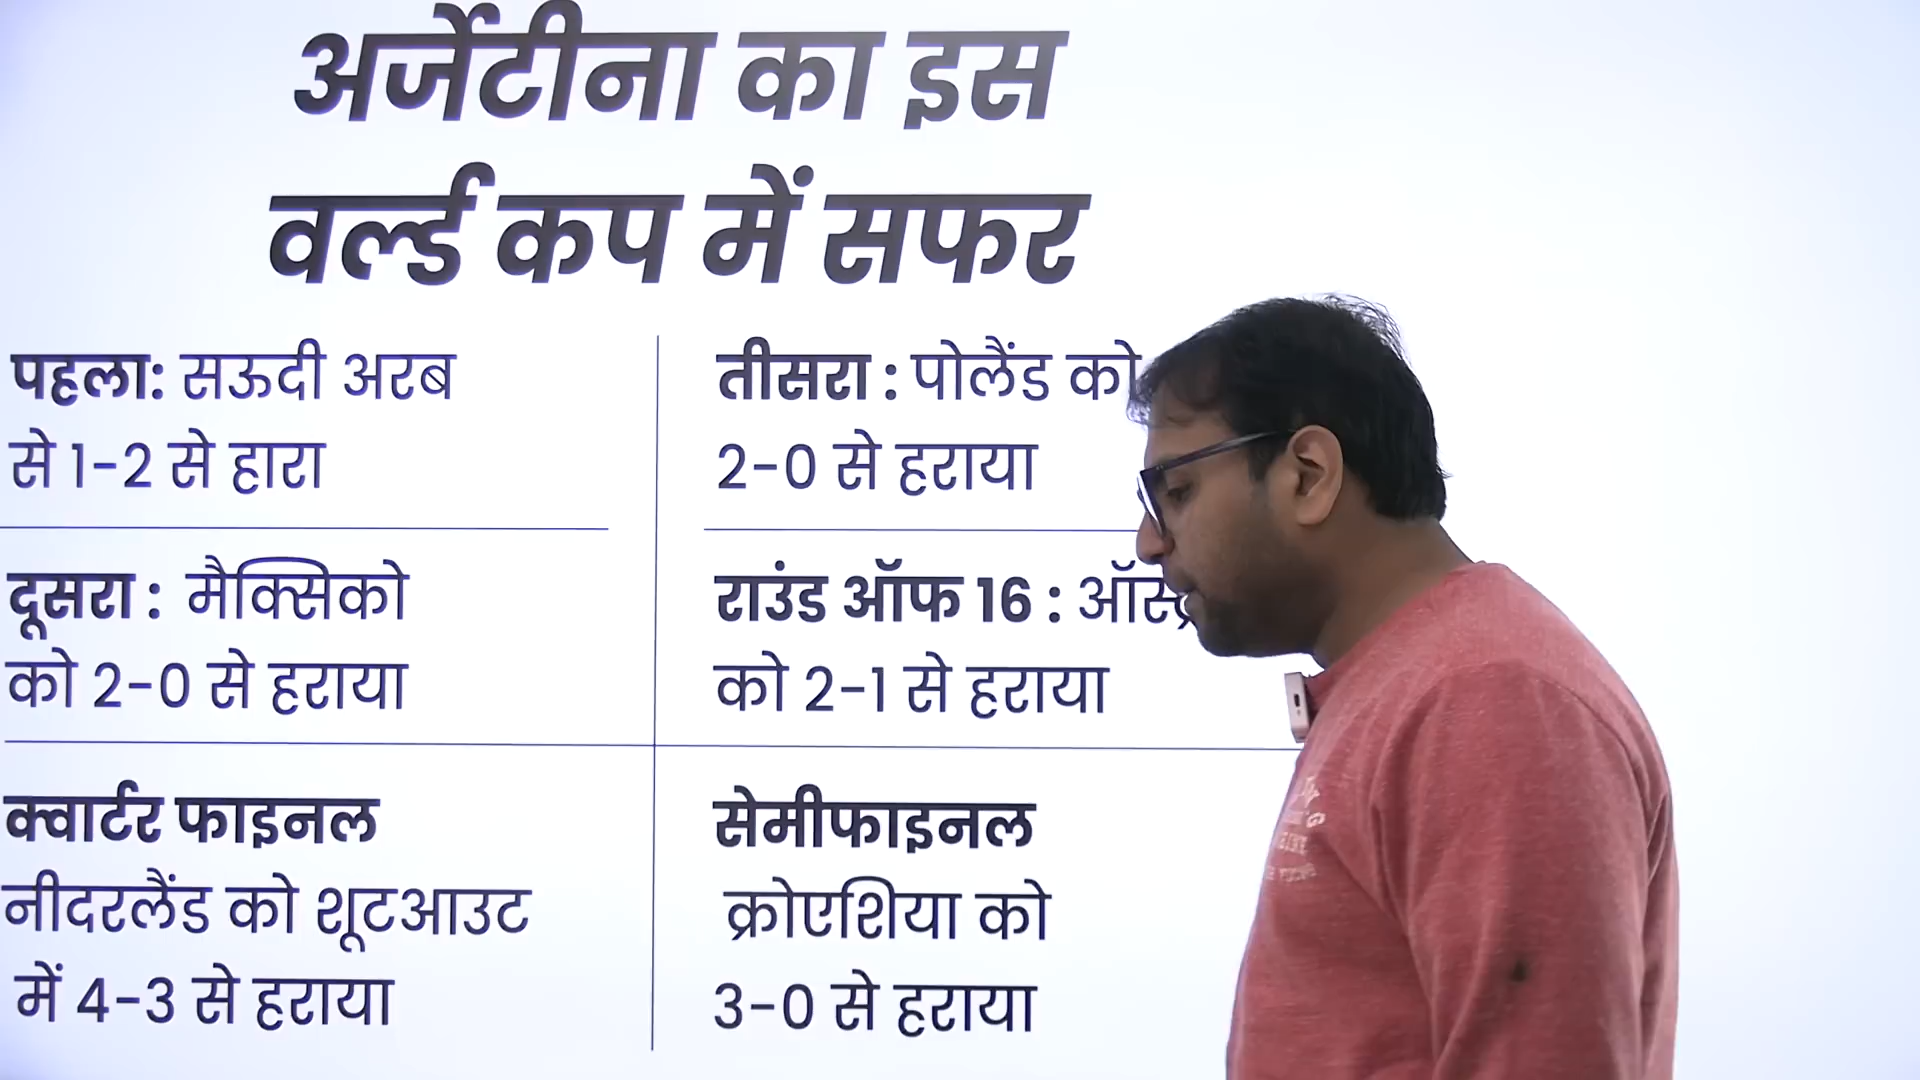 अर्जेंटीना का इस
वर्ल्ड कप में सफर
पहला: सऊदी अरब
से 1-2 से हारा
तीसरा : पोलैंड को
2-0 से हराया
दूसरा : मैक्सिको
को 2-0 से हराया
राउंड ऑफ 16 :
को 2-1 से हराया
क्वार्टर फाइनल
नीदरलैंड को शूटआउट
में 4-3 से हराया
सेमीफाइनल
क्रोएशिया को
3-0 से हराया